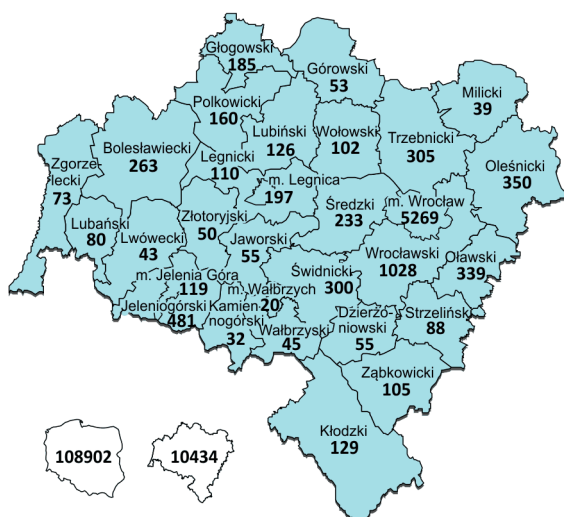 Głogowski
185
Górowski
53
Milicki
39
Polkowicki
160
Lubiński
126
Wołowski
102
Trzebnicki
305
Oleśnicki
350
Bolesławiecki
263
Zgorze-
lecki
73
Legnicki
110
m. Legnica
197
Średzki
233
m. Wrocław
5269
Lubański
80
Lwówecki
43
Złotoryjski
50
Jaworski
55
Wrocławski
1028
Oławski
339
m. Jelenia Góra
119
Świdnicki
300
m. Wałbrzych
20
Jeleniogórski
481
Kamien-
nogórski
32
Wałbrzyski
45
Dzierżo-
niowski
55
Strzeliński
88
Ząbkowicki
105
Kłodzki
129
108902
10434